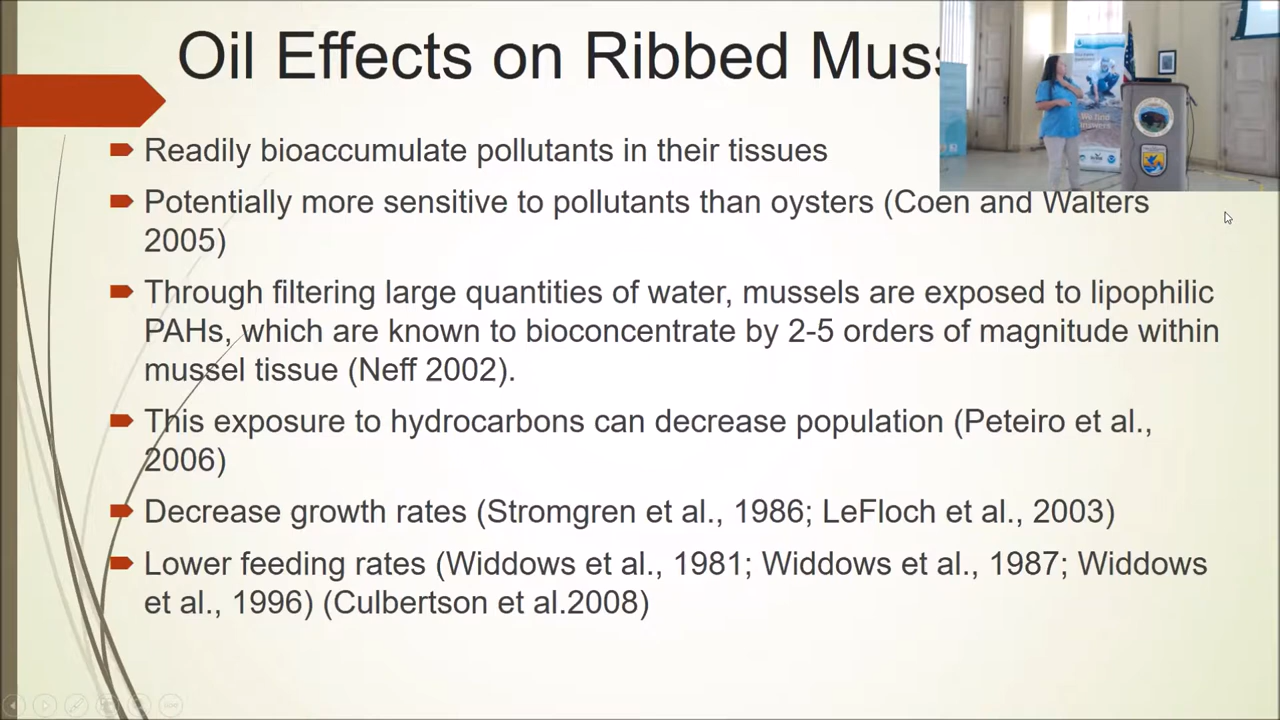 Oil Effects on Ribbed Muss
Readily bioaccumulate pollutants in their tissues
Potentially more sensitive to pollutants than oysters (Coen and Walters
2005)
Through filtering large quantities of water, mussels are exposed to lipophilic
PAHs, which are known to bioconcentrate by 2-5 orders of magnitude within
mussel tissue (Neff 2002).
This exposure to hydrocarbons can decrease population (Peteiro et al.,
2006)
Decrease growth rates (Stromgren et al., 1986; LeFloch et al., 2003)
Lower feeding rates (Widdows et al., 1981; Widdows et al., 1987; Widdows
et al., 1996) (Culbertson et al.2008)
We find
answers